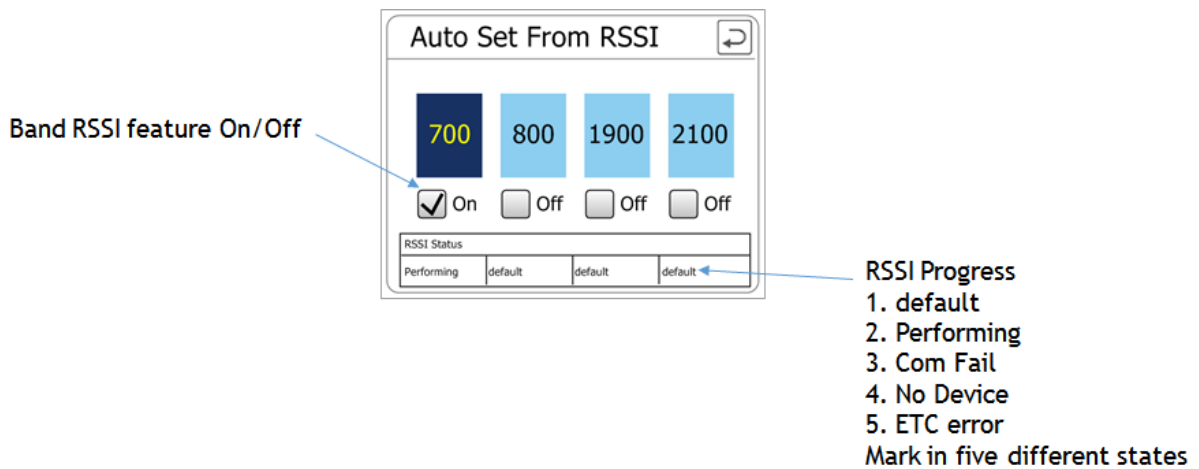 Auto Set From RSSI
Band RSSI feature On/Off
700 800 1900 2100
On Off Off Off
RSSI Status
Performing default default default
RSSI Progress
1. default
2. Performing
3. Com Fail
4. No Device
5. ETC error
Mark in five different states